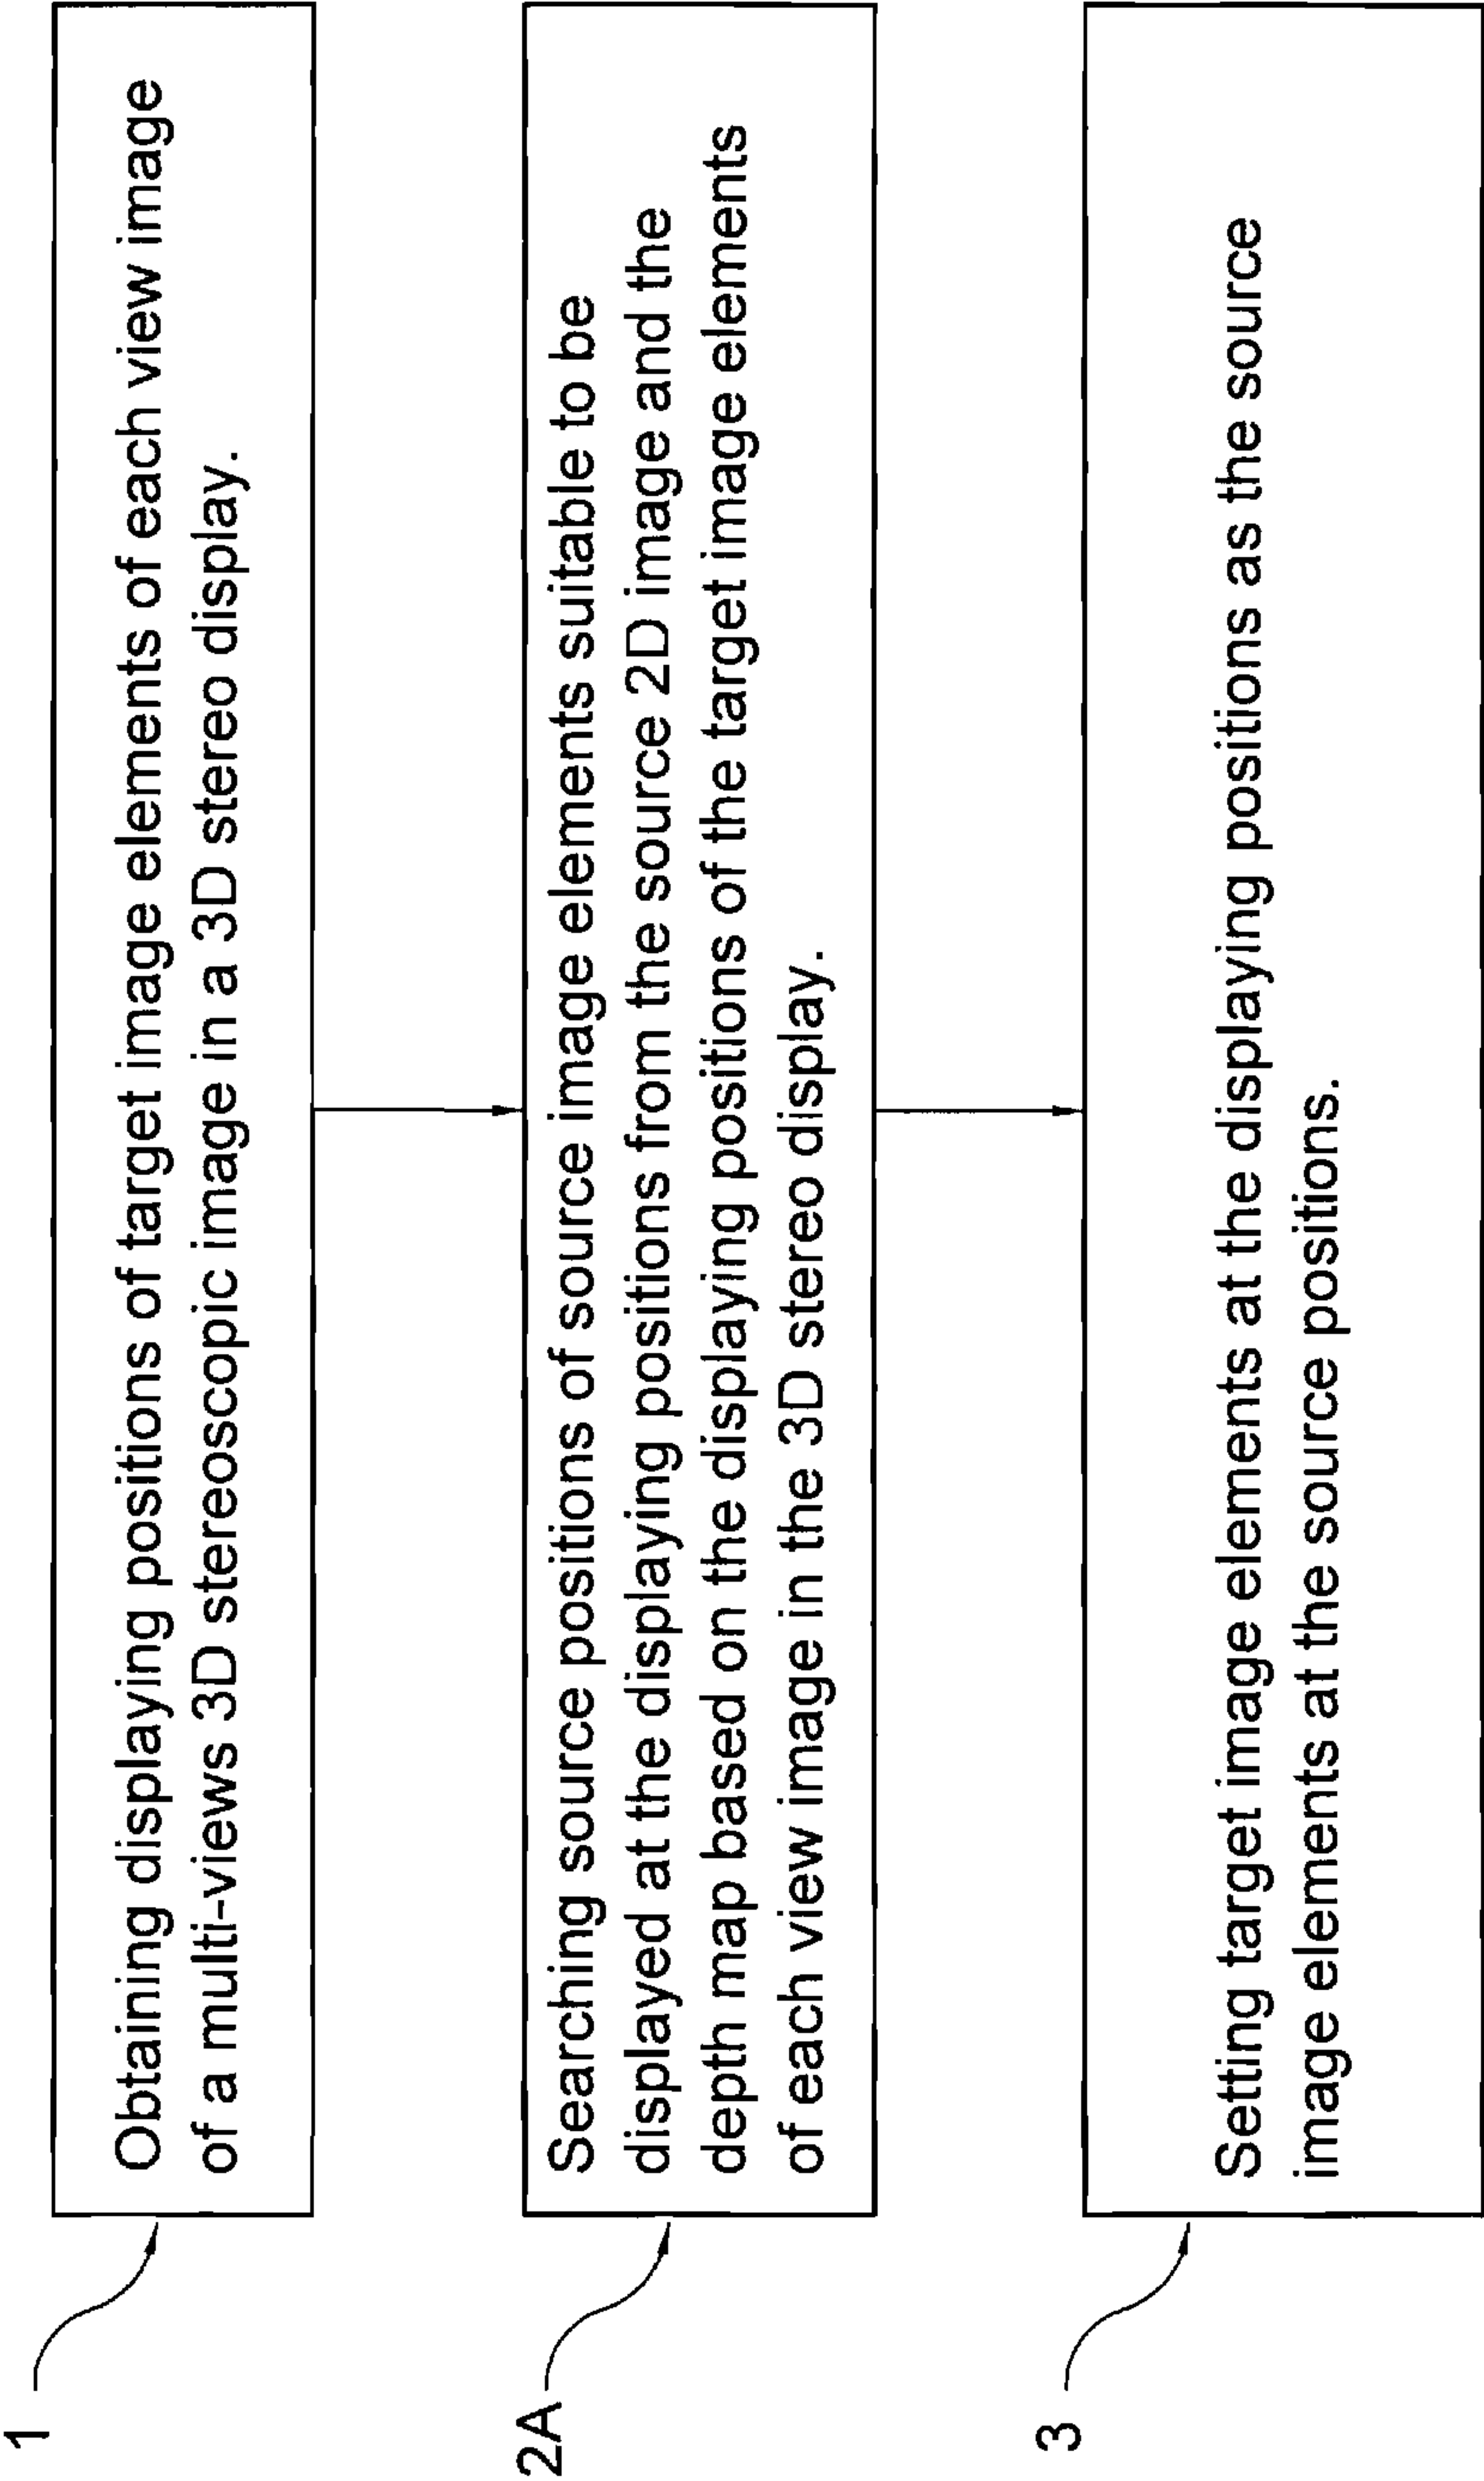 1
Obtaining displaying positions of target image elements of each view image
of a multi-views 3D stereoscopic image in a 3D stereo display.
2A
Searching source positions of source image elements suitable to be
displayed at the displaying positions from the source 2D image and the
depth map based on the displaying positions of the target image elements
of each view image in the 3D stereo display.
3
Setting target image elements at the displaying positions as the source
image elements at the source positions.